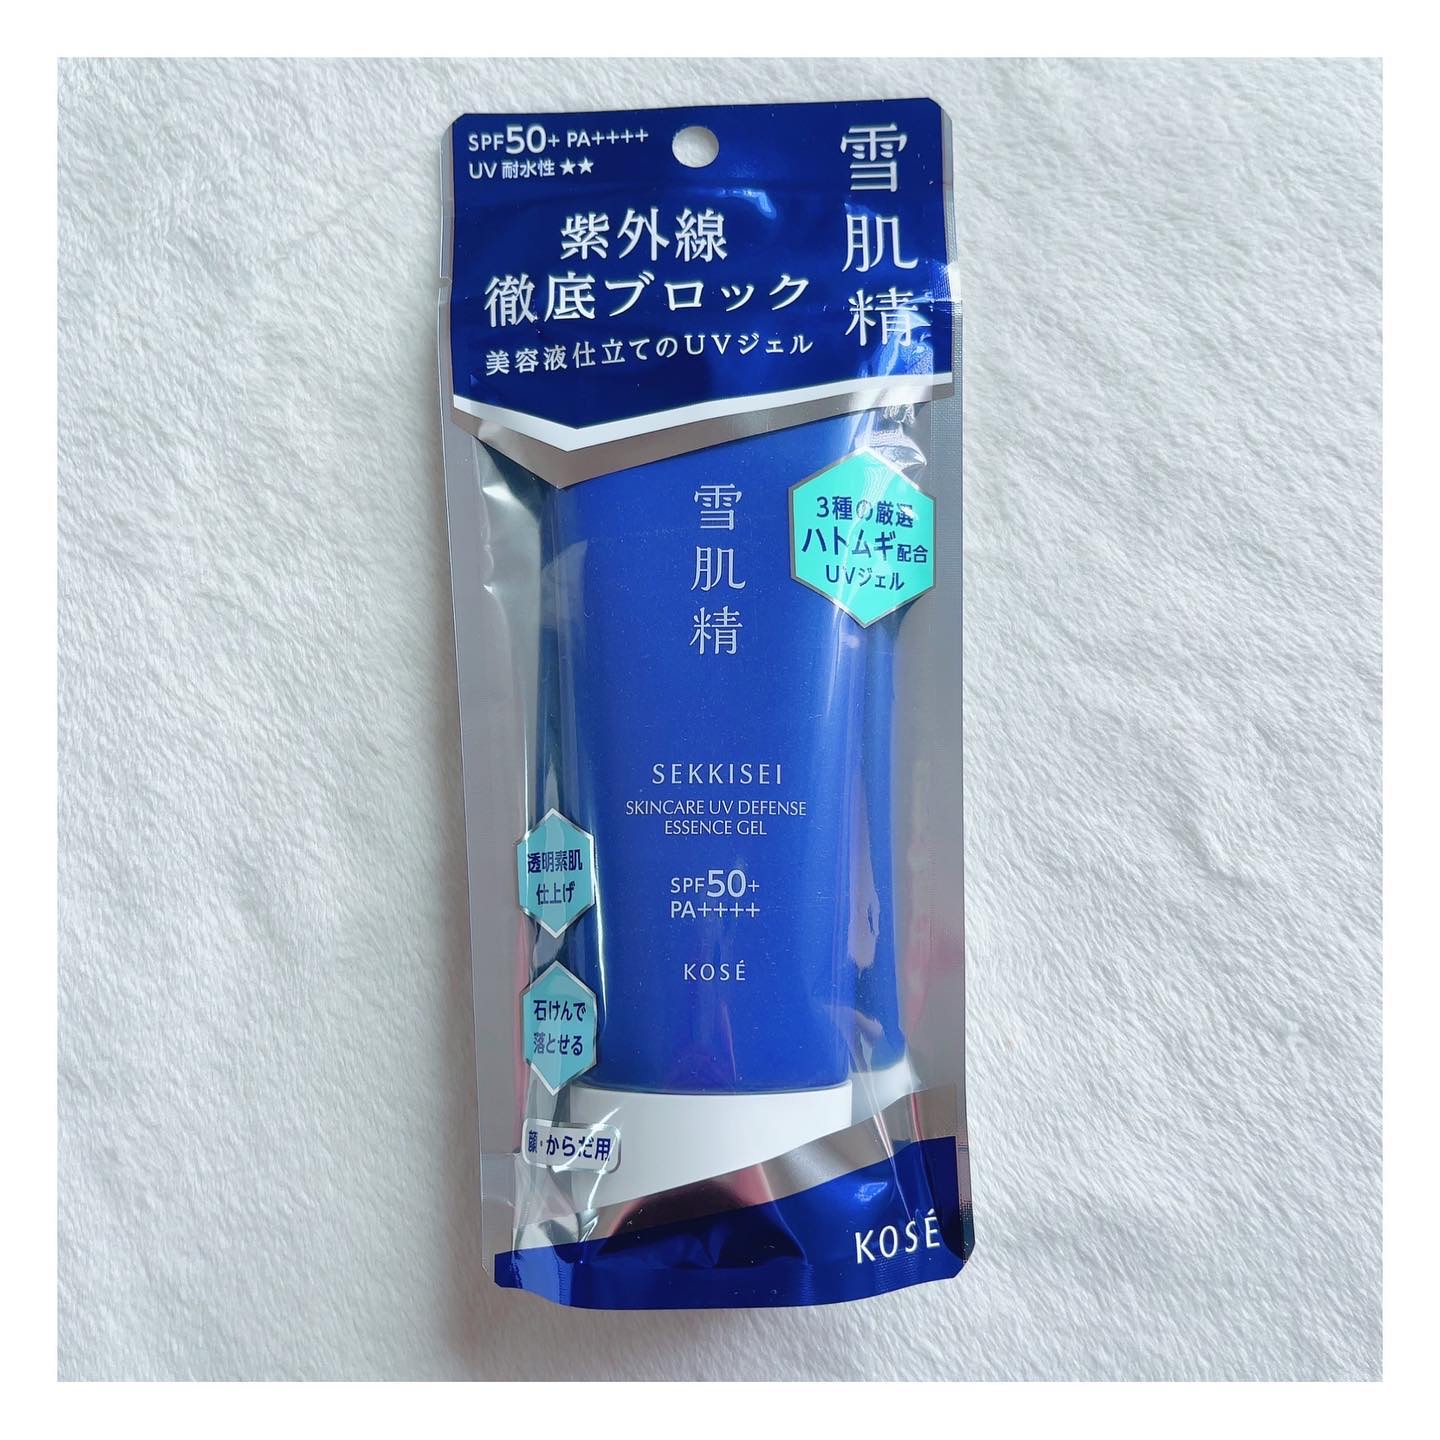 SPF50+ PA++++
UV 耐水性 ★★
紫外線
徹底ブロック
美容液仕立てのUVジェル
雪肌精
雪肌精
3種の厳選
ハトムギ配合
UVジェル
SEKKISEI
SKINCARE UV DEFENSE
ESSENCE GEL
SPF50+
PA++++
KOSÉ
透明素肌
仕上げ
石けんで
落とせる
顔・からだ用
KOSÉ